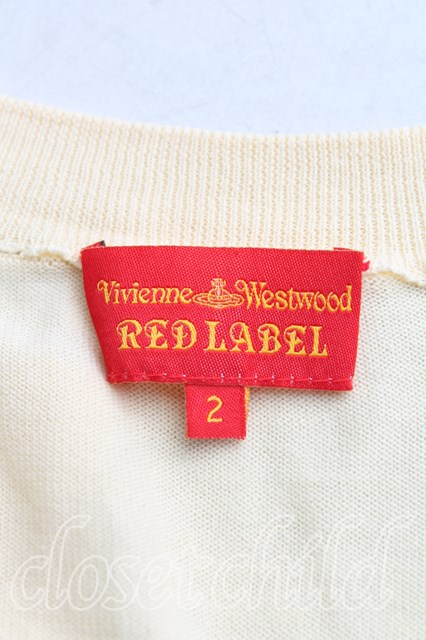 Vivienne Westwood
RED LABEL
2
closetchild